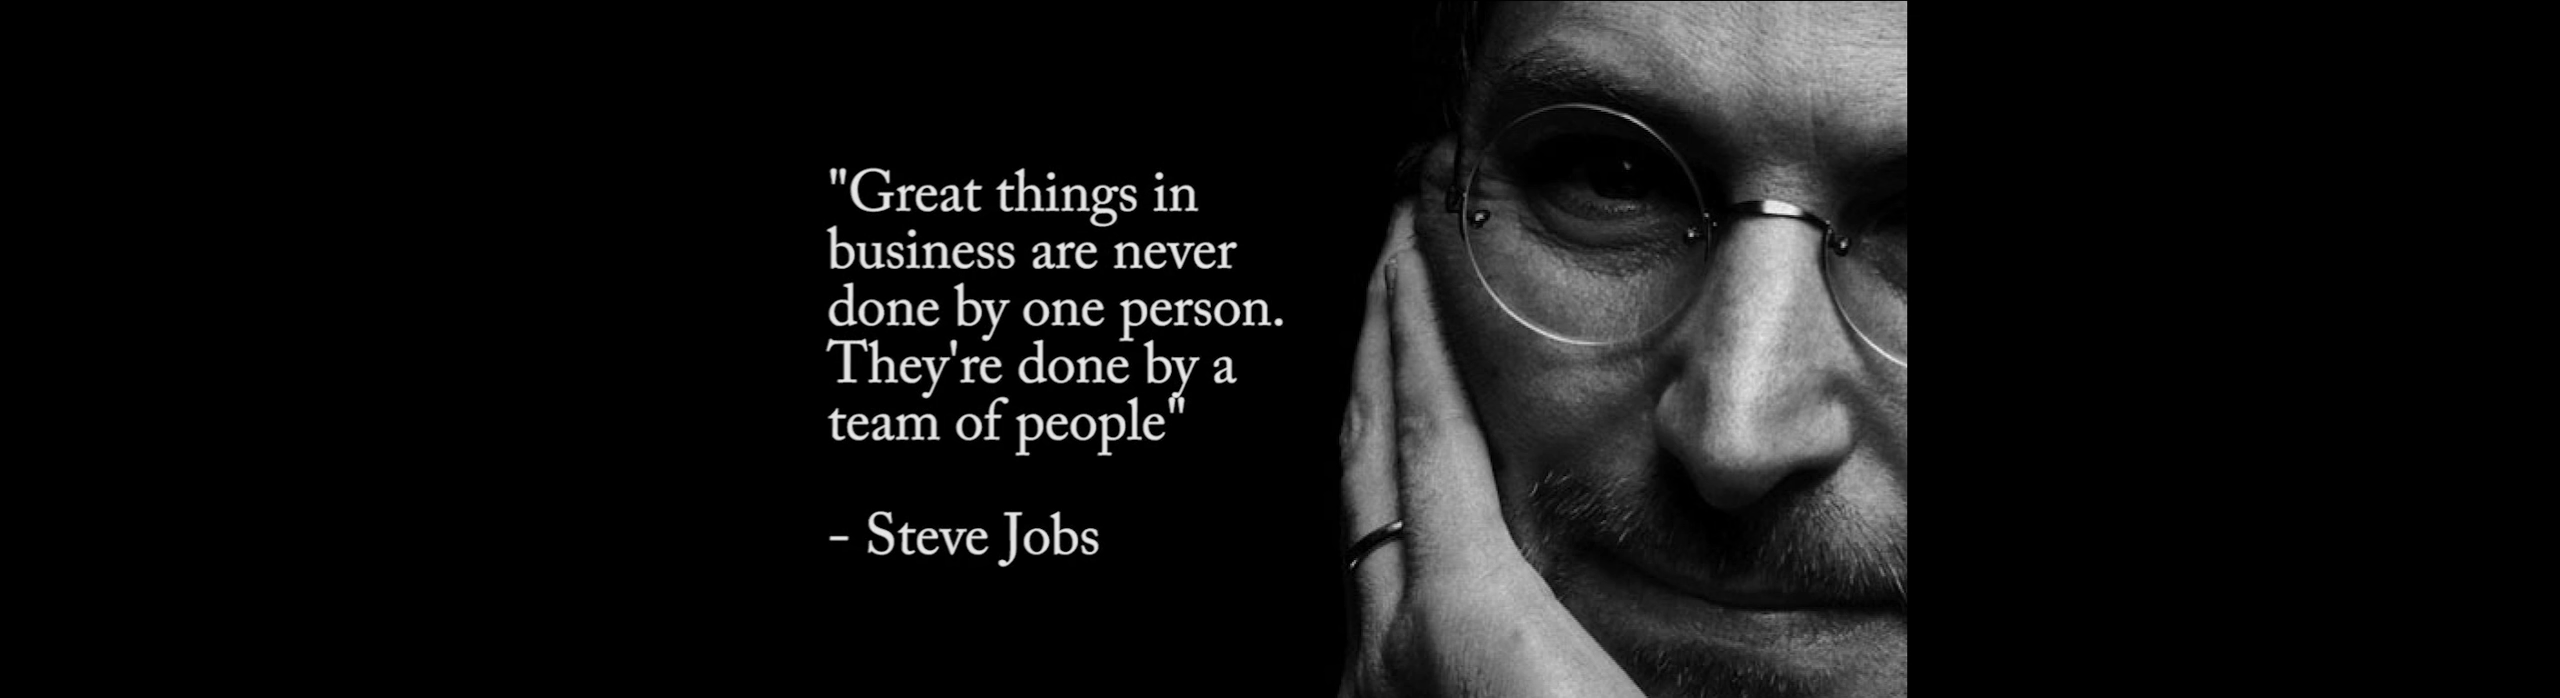 "Great things in
business are never
done by one person.
They're done by a
team of people"
- Steve Jobs